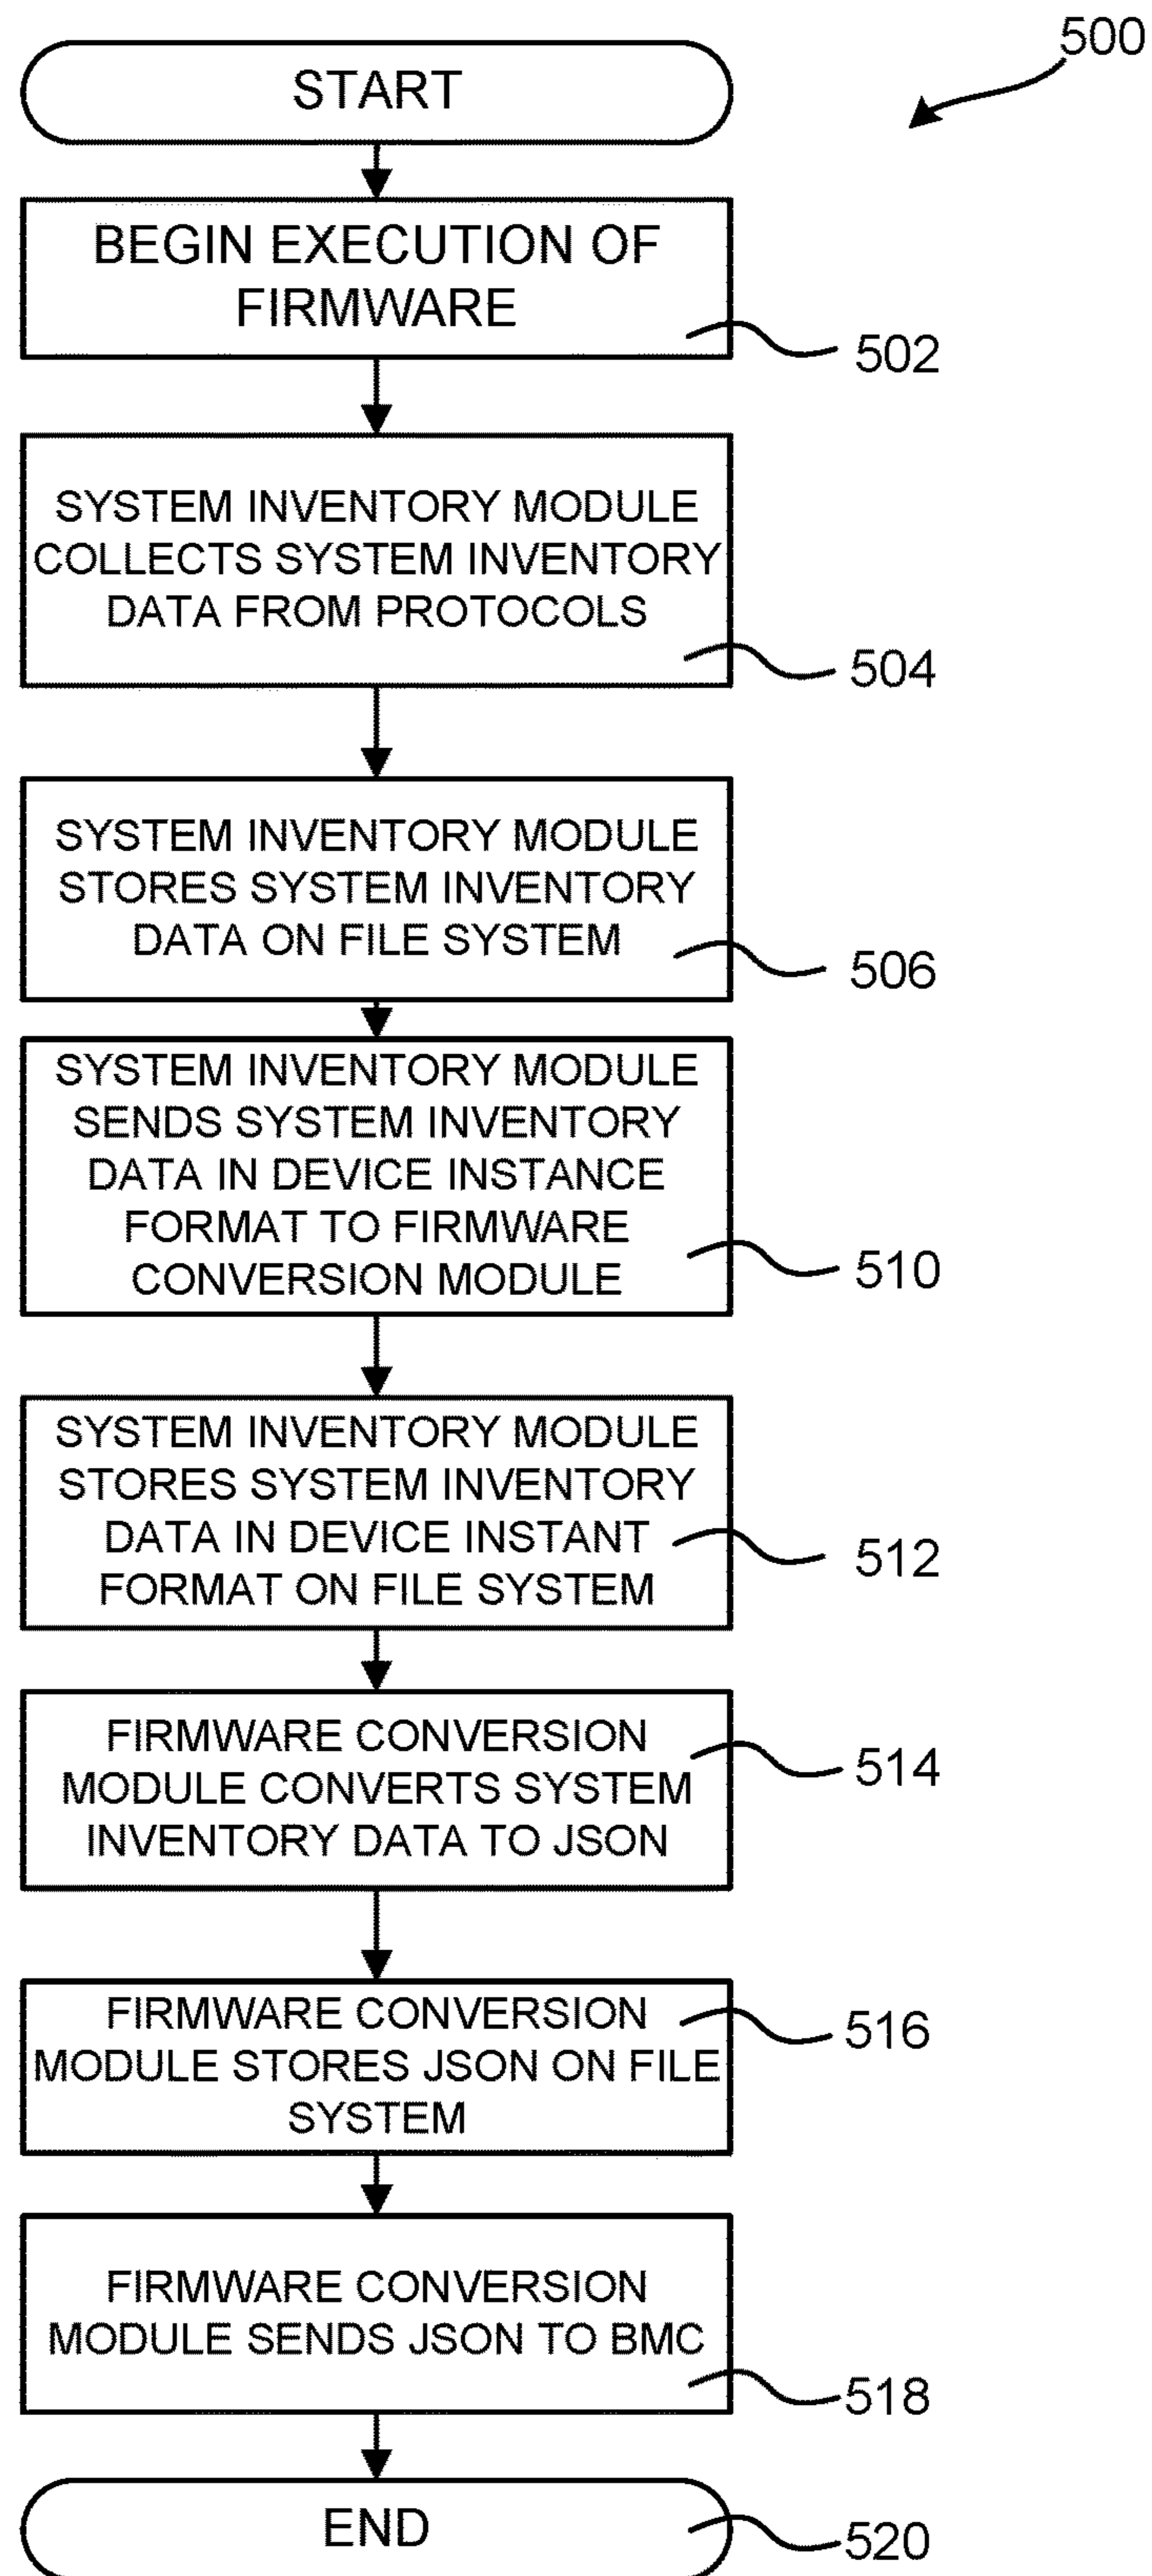 500
START
BEGIN EXECUTION OF
FIRMWARE
502
SYSTEM INVENTORY MODULE
COLLECTS SYSTEM INVENTORY
DATA FROM PROTOCOLS
504
SYSTEM INVENTORY MODULE
STORES SYSTEM INVENTORY
DATA ON FILE SYSTEM
506
SYSTEM INVENTORY MODULE
SENDS SYSTEM INVENTORY
DATA IN DEVICE INSTANCE
FORMAT TO FIRMWARE
CONVERSION MODULE
510
SYSTEM INVENTORY MODULE
STORES SYSTEM INVENTORY
DATA IN DEVICE INSTANT
FORMAT ON FILE SYSTEM
512
FIRMWARE CONVERSION
MODULE CONVERTS SYSTEM
INVENTORY DATA TO JSON
514
FIRMWARE CONVERSION
MODULE STORES JSON ON FILE
SYSTEM
516
FIRMWARE CONVERSION
MODULE SENDS JSON TO BMC
518
END
520